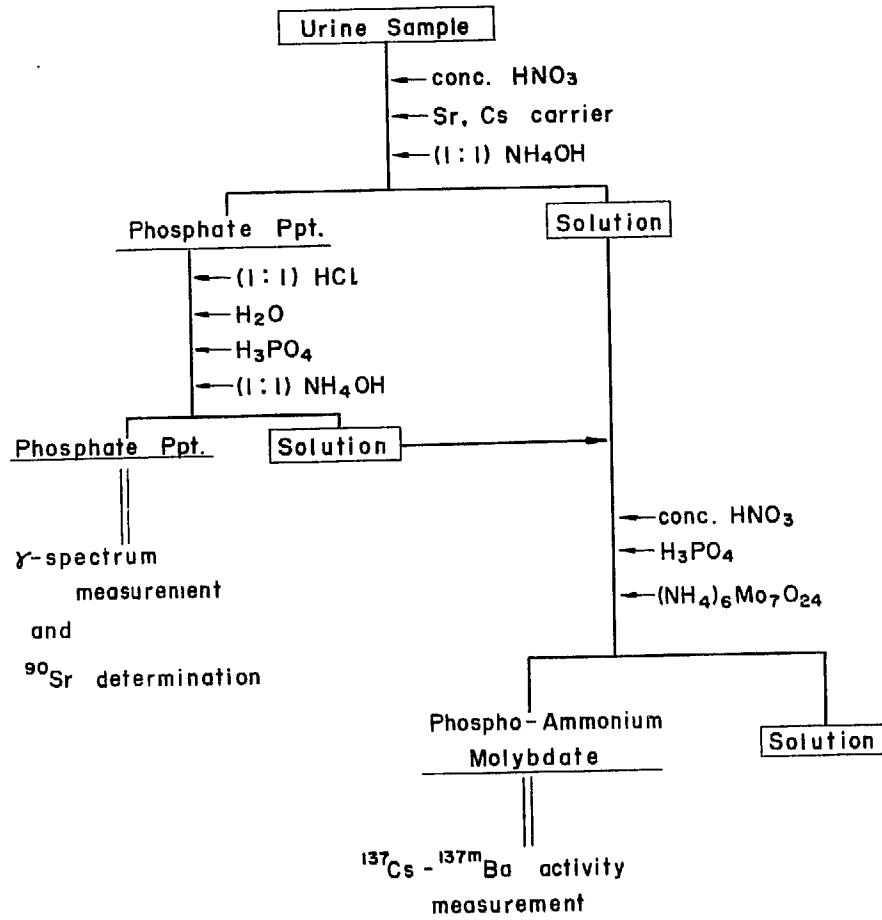 Urine Sample
conc. HNO₃
Sr, Cs carrier
(1:1) NH₄OH
Phosphate Ppt.
Solution
(1:1) HCl
H₂O
H₃PO₄
(1:1) NH₄OH
Phosphate Ppt.
Solution
γ-spectrum
measurement
and
⁹⁰Sr determination
conc. HNO₃
H₃PO₄
(NH₄)₆Mo₇O₂₄
Phospho-Ammonium
Molybdate
Solution
¹³⁷Cs-¹³⁷ᵐBa activity
measurement